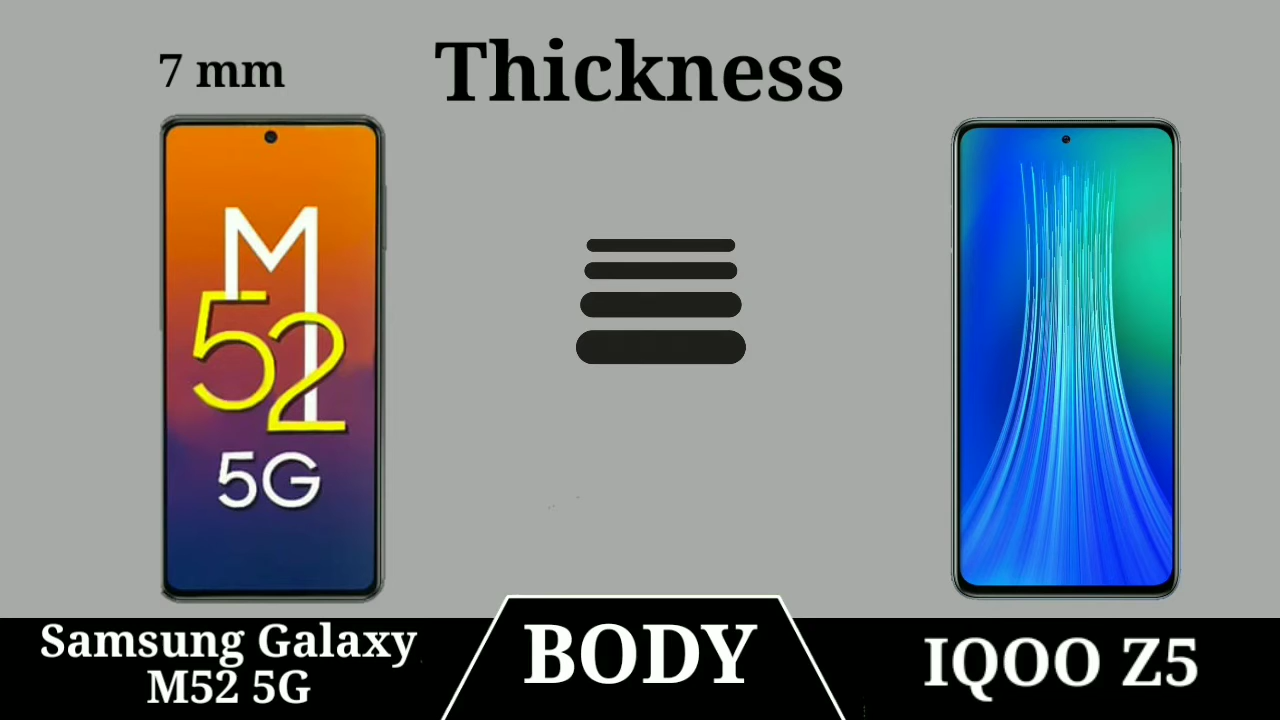 7 mm
Thickness
M
52
5G
Samsung Galaxy
M52 5G
BODY
IQOO Z5